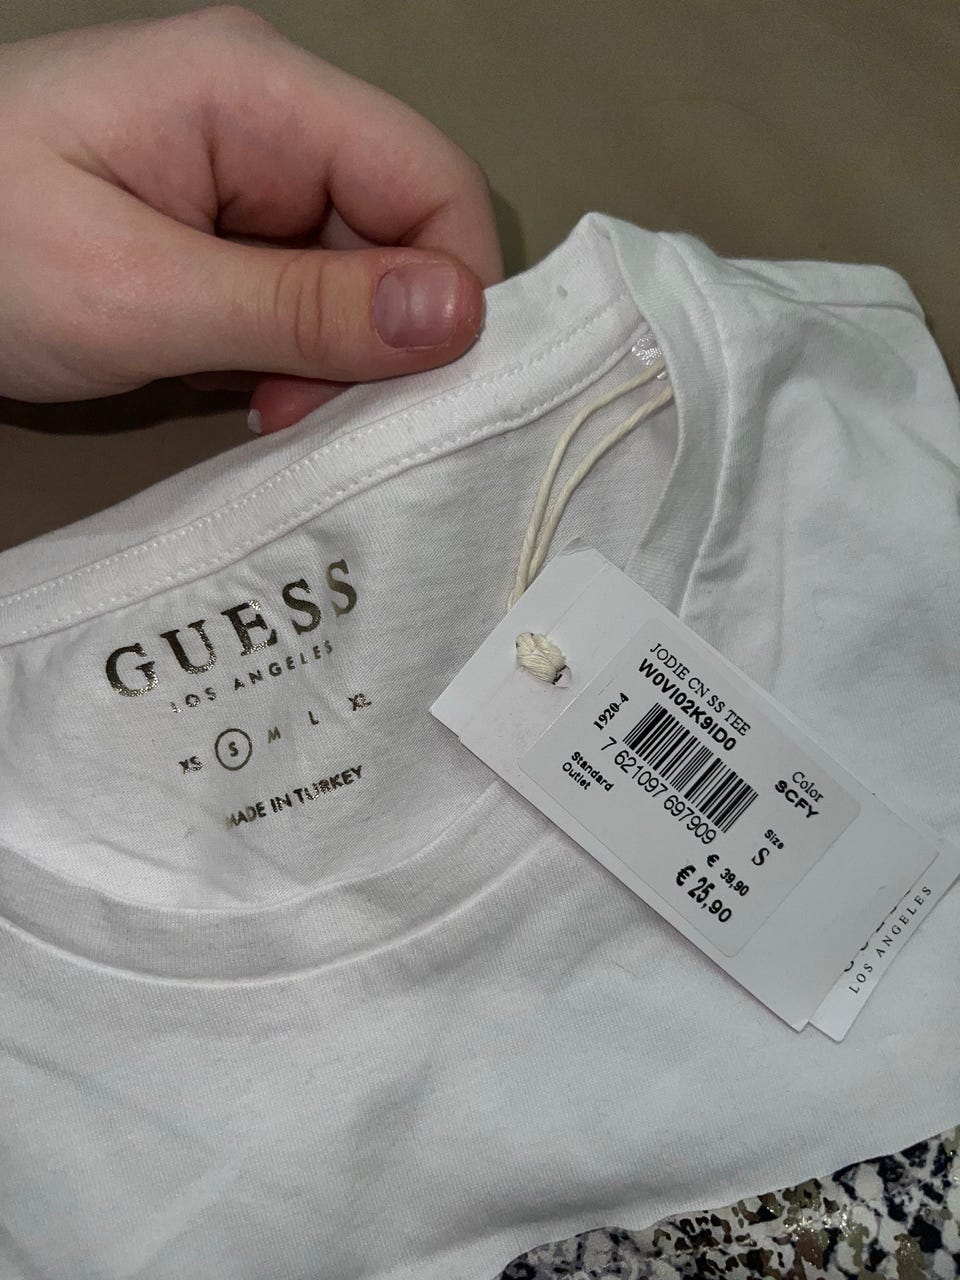 GUESS
LOS ANGELES
XS S M L XL
MADE IN TURKEY
JODIE CN SS TEE
W0VI02K9ID0
1920-4
7 621097 697909
Standard
Outlet
Color
SCFY
Size
S
€ 39,90
€ 25,90
LOS ANGELES